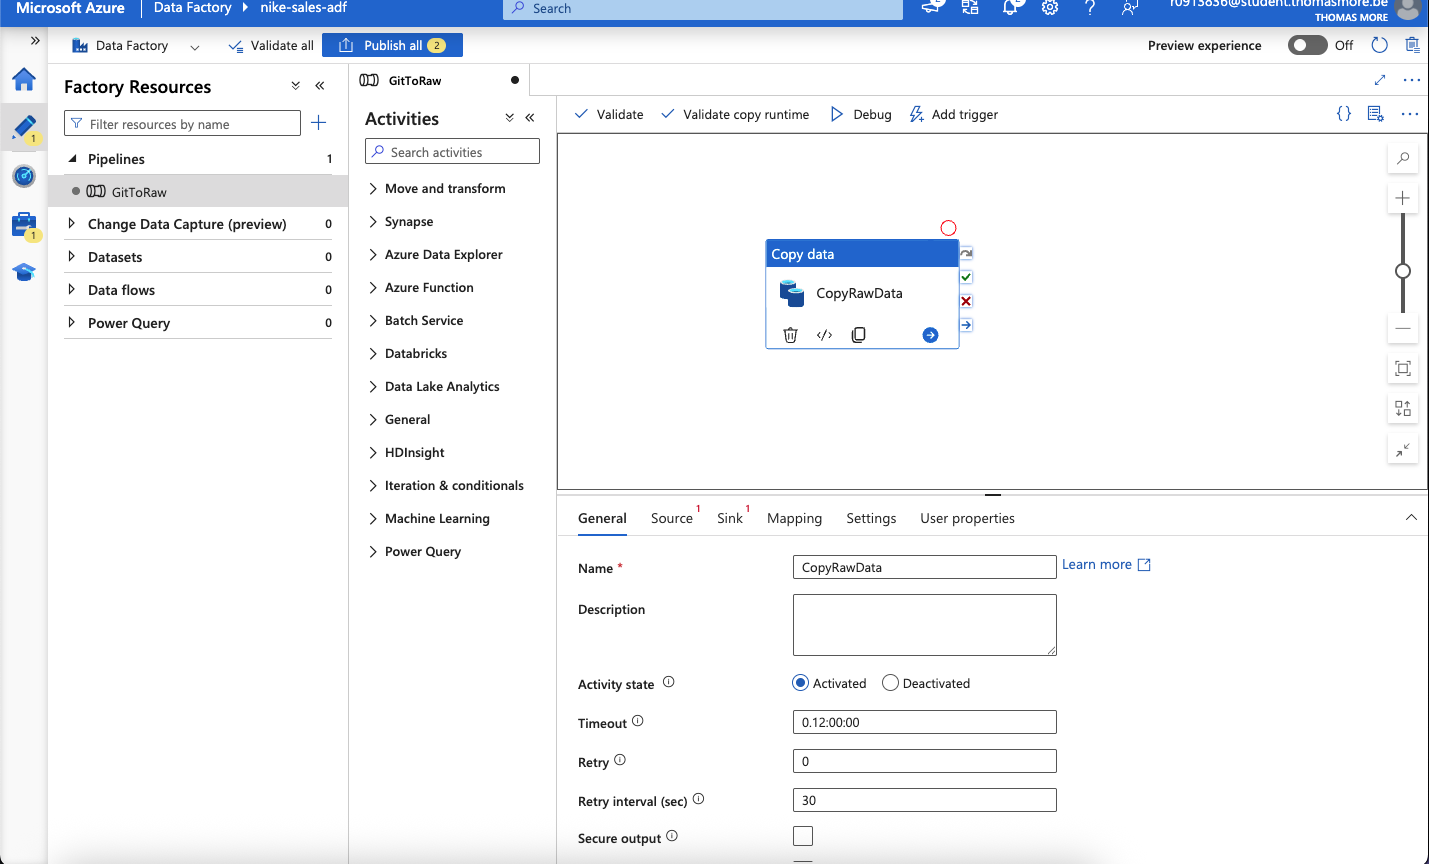 Microsoft Azure
Data Factory
nike-sales-adf
Search
r0913836@student.thomasmore.be
THOMAS MORE
Data Factory
Validate all
Publish all
2
Preview experience
Off
1
1
Factory Resources
Filter resources by name
Pipelines 1
GitToRaw
Change Data Capture (preview) 0
Datasets 0
Data flows 0
Power Query 0
GitToRaw
Activities
Search activities
Move and transform
Synapse
Azure Data Explorer
Azure Function
Batch Service
Databricks
Data Lake Analytics
General
HDInsight
Iteration & conditionals
Machine Learning
Power Query
Validate
Validate copy runtime
Debug
Add trigger
Copy data
CopyRawData
General
Source 1
Sink 1
Mapping
Settings
User properties
Name *
CopyRawData
Learn more
Description
Activity state
Activated
Deactivated
Timeout
0.12:00:00
Retry
0
Retry interval (sec)
30
Secure output